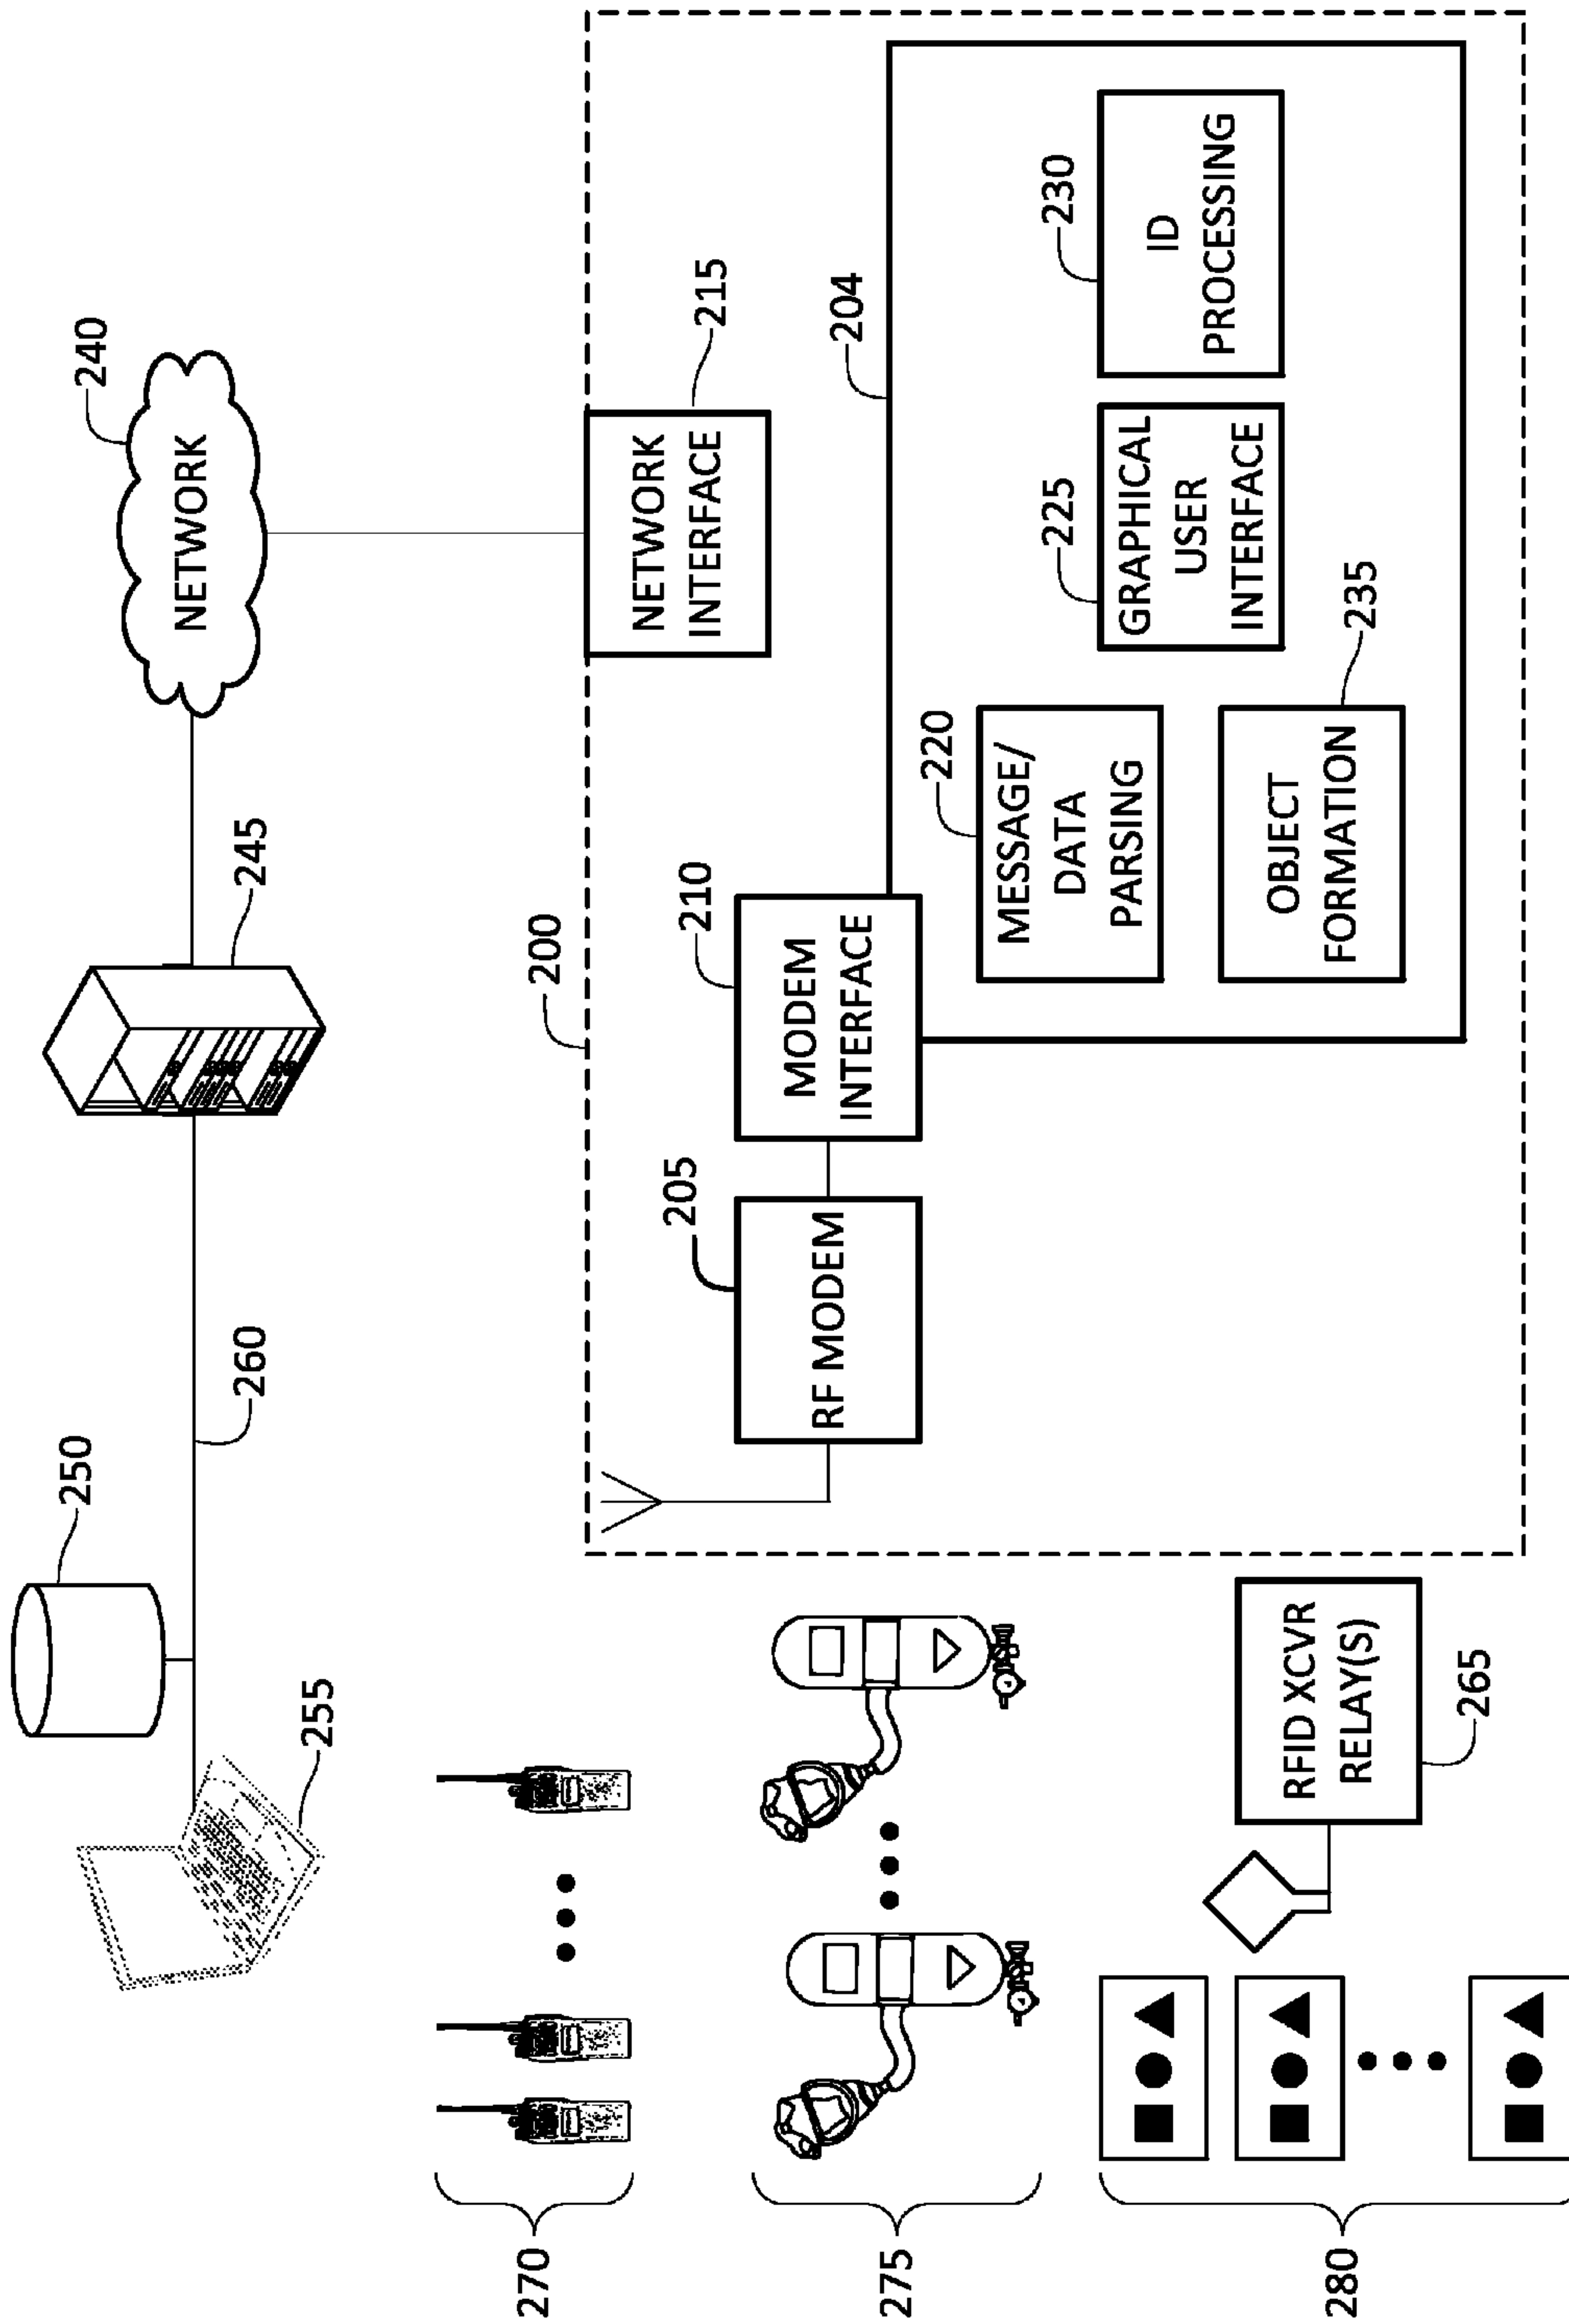 250
255
260
245
240
NETWORK
270
275
280
RFID XCVR
RELAY(S)
265
200
205
RF MODEM
210
MODEM
INTERFACE
NETWORK
INTERFACE
215
204
220
MESSAGE/
DATA
PARSING
225
GRAPHICAL
USER
INTERFACE
230
ID
PROCESSING
OBJECT
FORMATION
235